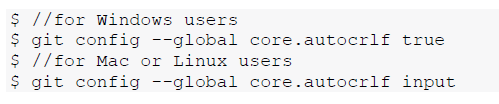 $ //for Windows users
$ git config --global core.autocrlf true
$ //for Mac or Linux users
$ git config --global core.autocrlf input